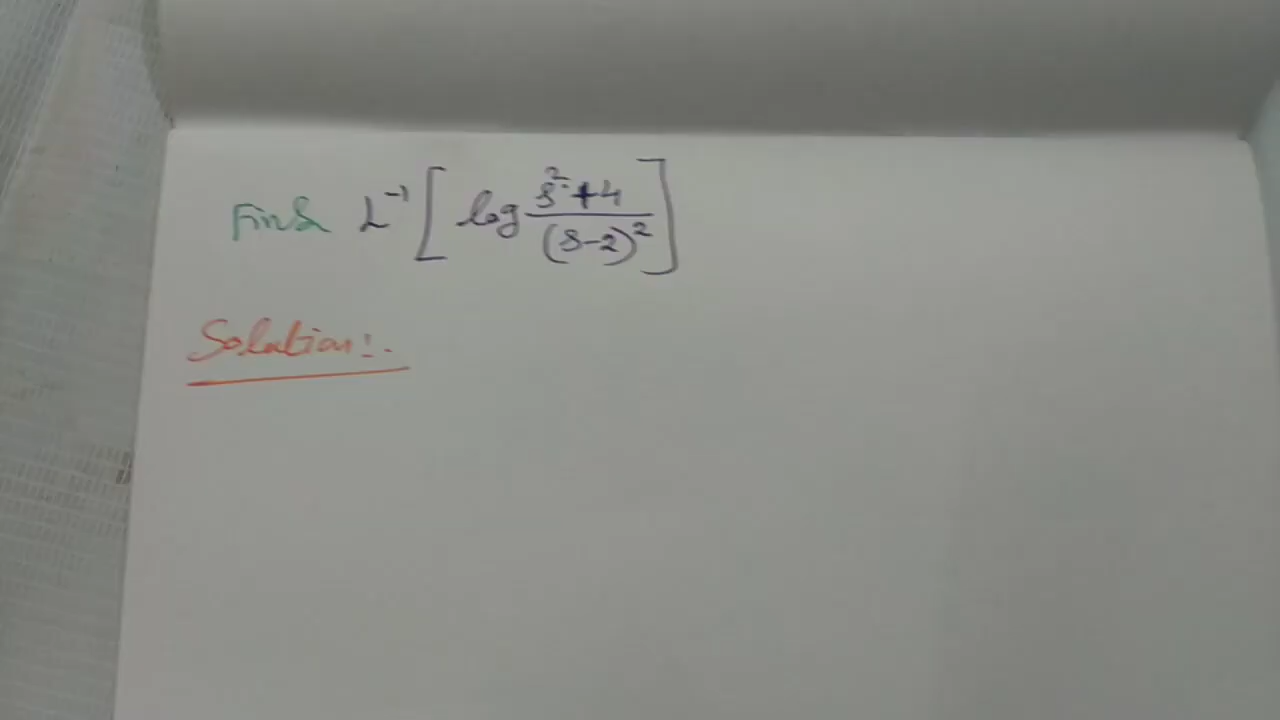 Find L⁻¹ [ log (s²+4)/(s-2)² ]
Solution:.